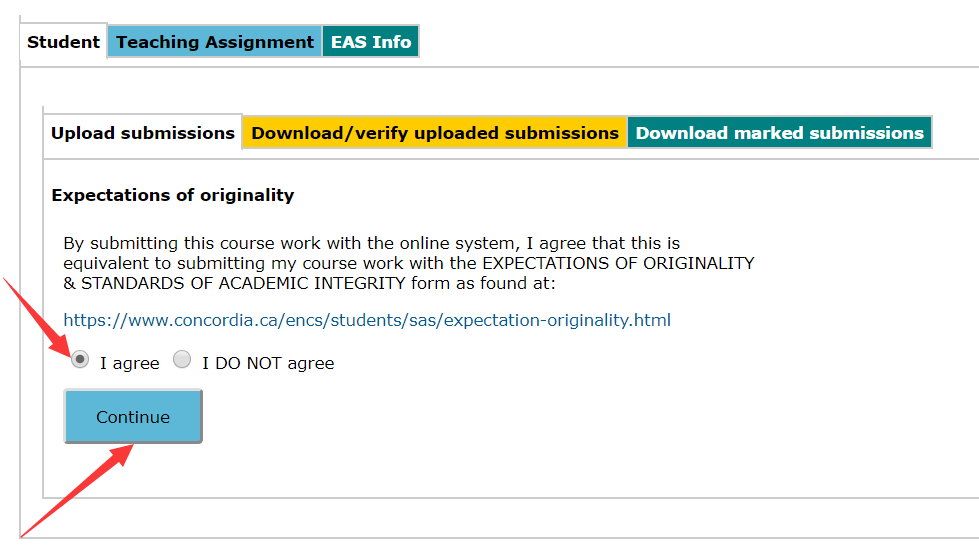 Student Teaching Assignment EAS Info
Upload submissions Download/verify uploaded submissions Download marked submissions
Expectations of originality
By submitting this course work with the online system, I agree that this is
equivalent to submitting my course work with the EXPECTATIONS OF ORIGINALITY
& STANDARDS OF ACADEMIC INTEGRITY form as found at:
https://www.concordia.ca/encs/students/sas/expectation-originality.html
I agree I DO NOT agree
Continue